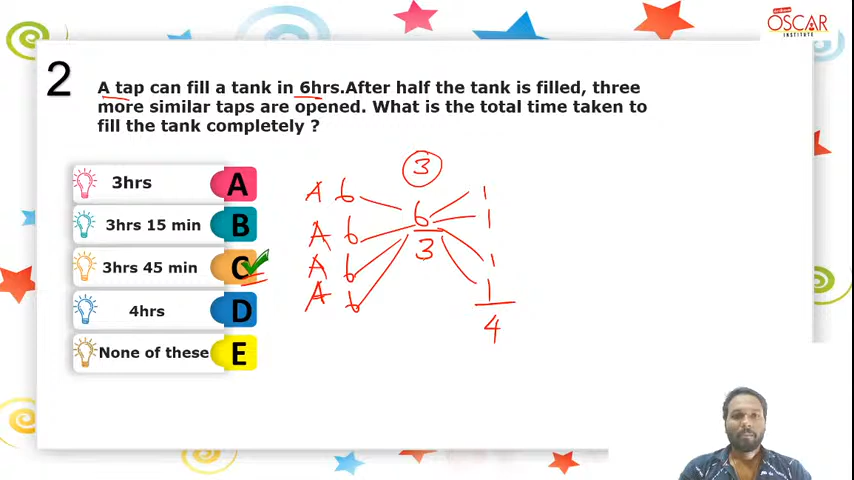 OSCAR
INSTITUTE
2
A tap can fill a tank in 6hrs.After half the tank is filled, three
more similar taps are opened. What is the total time taken to
fill the tank completely ?
3hrs A
3hrs 15 min B
3hrs 45 min C
4hrs D
None of these E
3
A 6 1
6 1
A 6
3
A 6 1
A 6 1
4